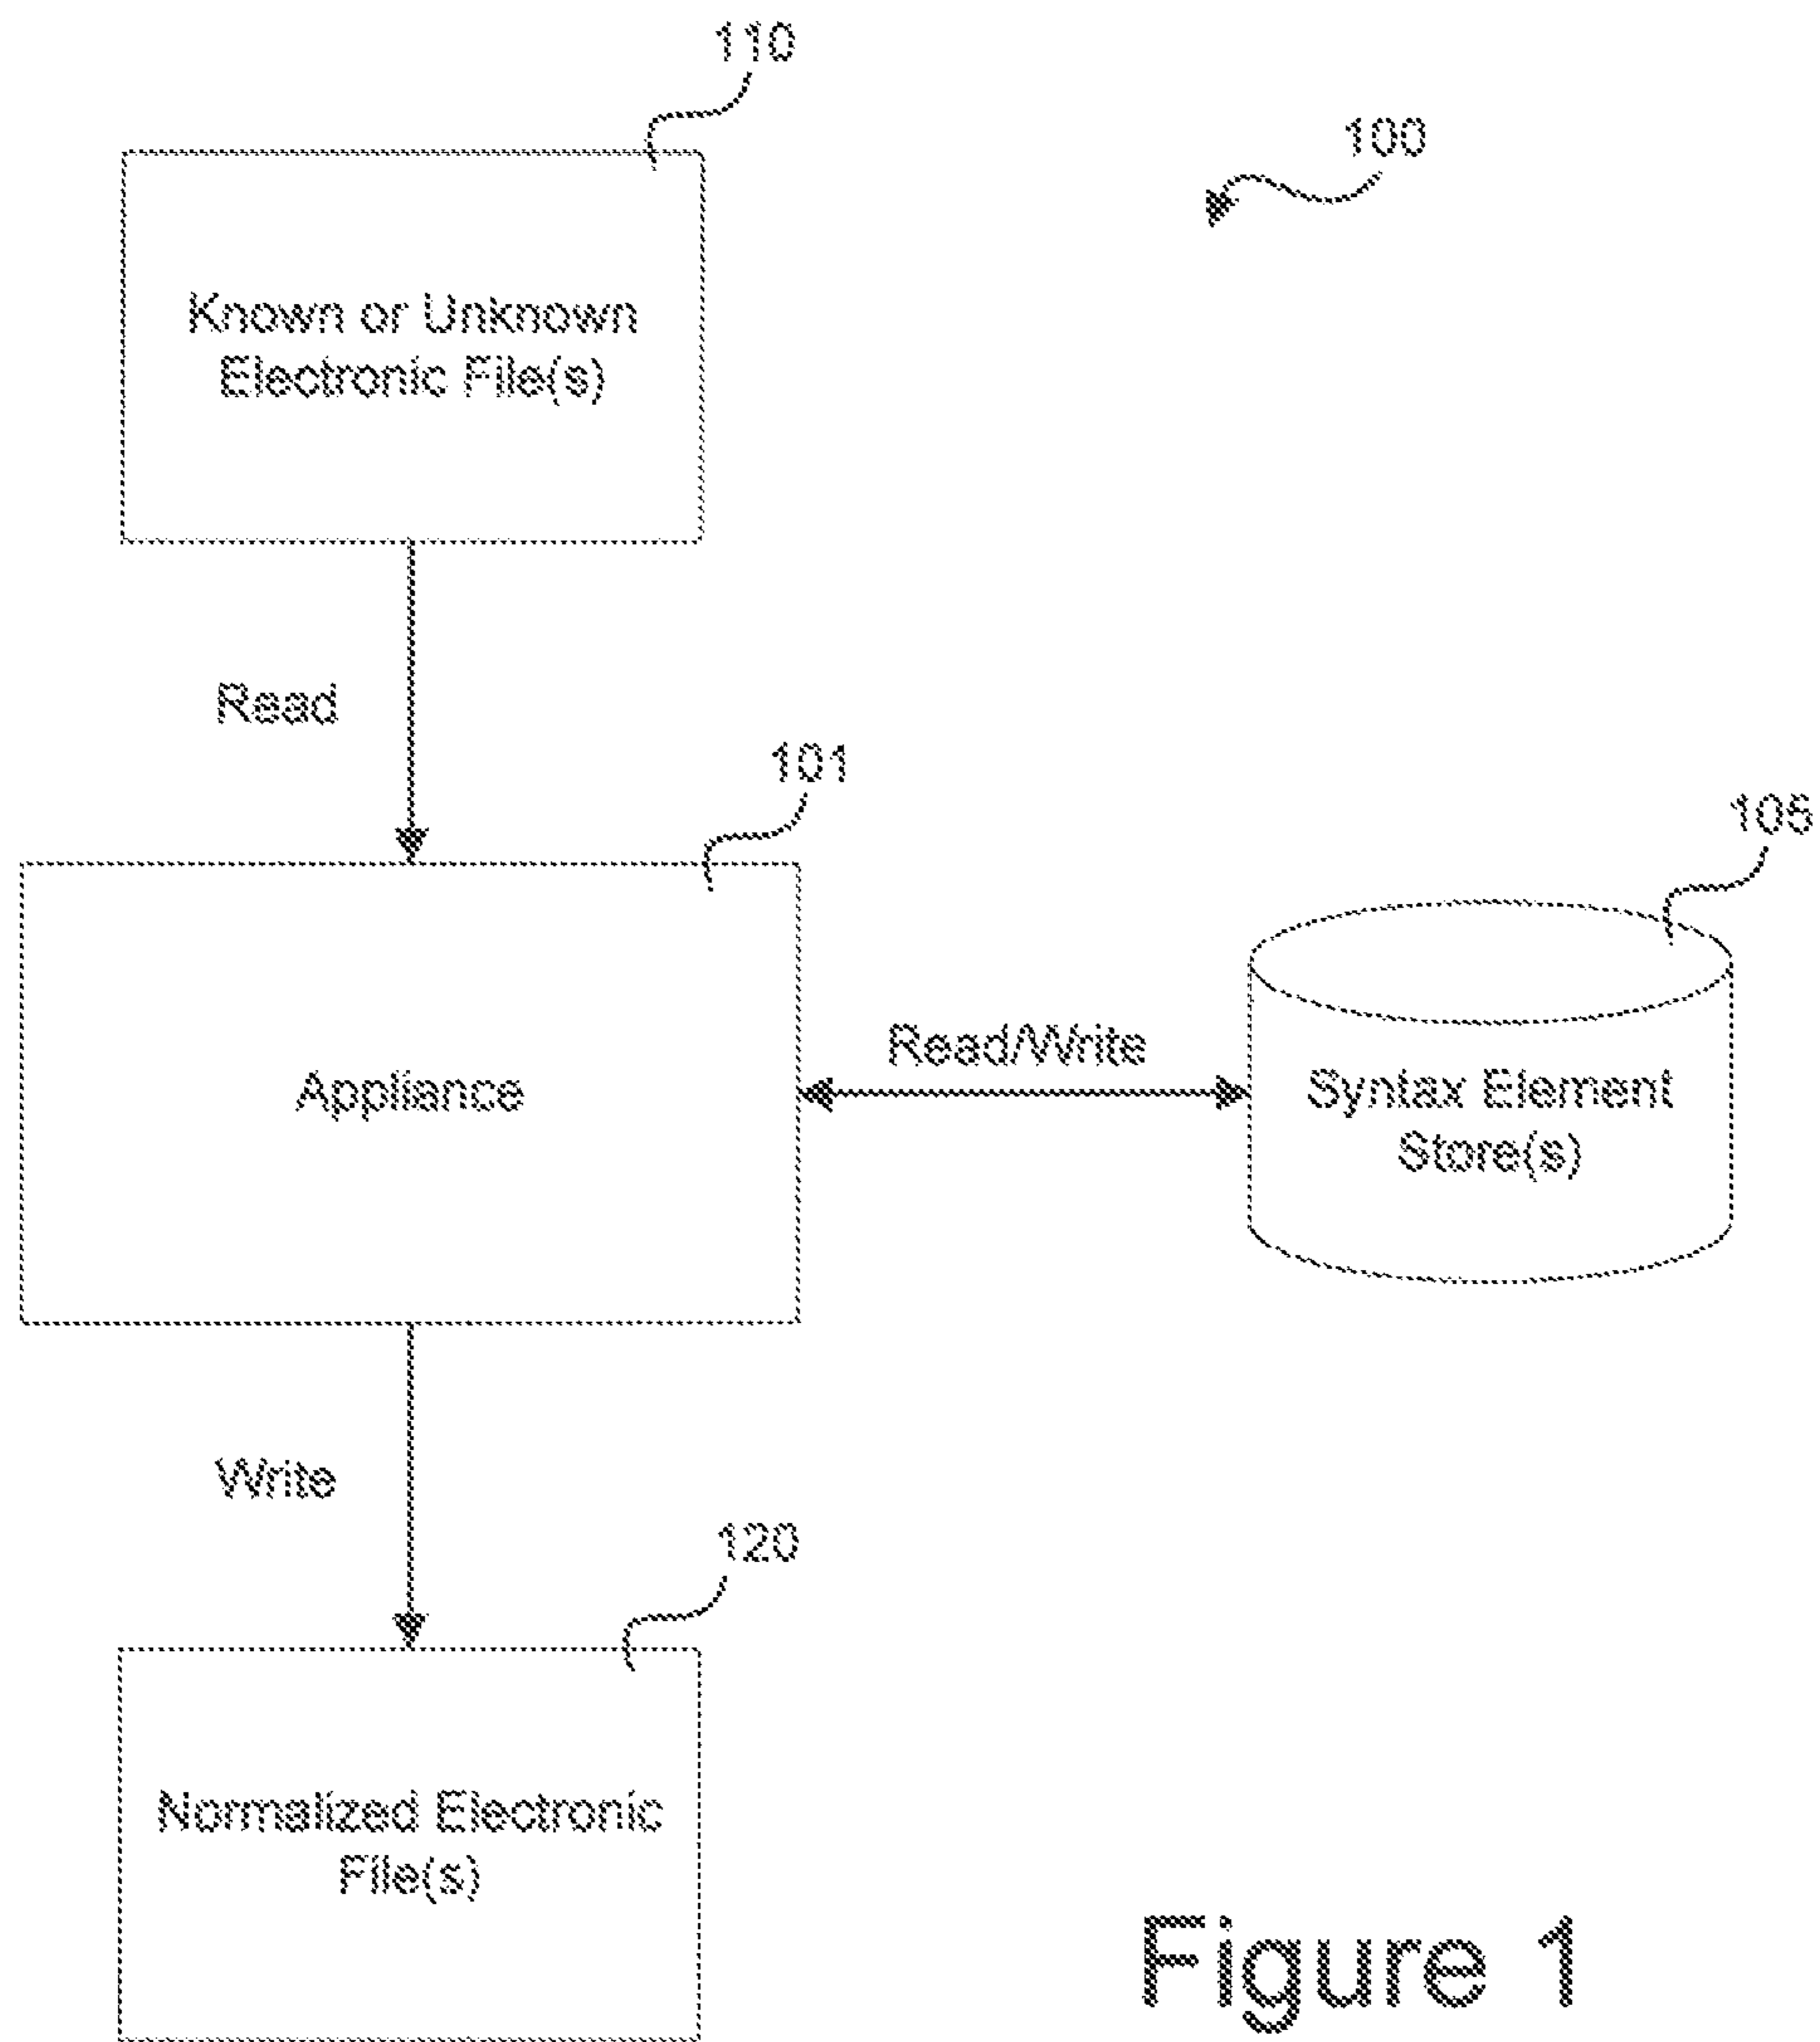 110
100
Known or Unknown
Electronic File(s)
Read
101
105
Read/Write
Appliance
Syntax Element
Store(s)
Write
120
Normalized Electronic
File(s)
Figure 1